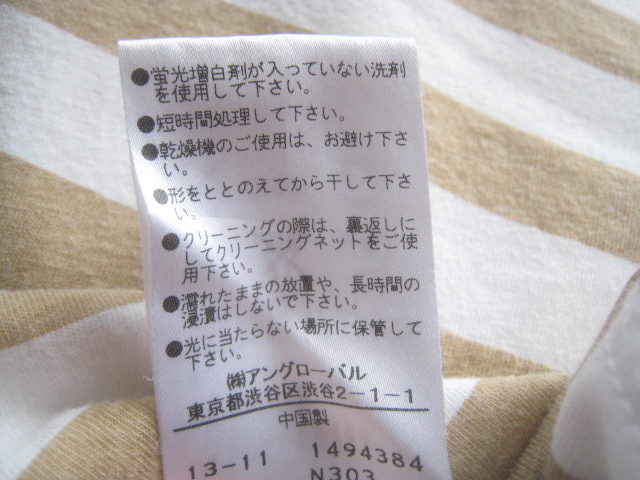 ●蛍光増白剤が入っていない洗剤
を使用して下さい。
●短時間処理して下さい。
●乾燥機のご使用は、お避け下さ
い。
●形をととのえてから干して下さ
い。
●クリーニングの際は、裏返しに
してクリーニングネットをご使
用下さい。
●濡れたままの放置や、長時間の
浸漬はしないで下さい。
●光に当たらない場所に保管して
下さい。
㈱アングローバル
東京都渋谷区渋谷2-1-1
中国製
13-11 1494384
N303